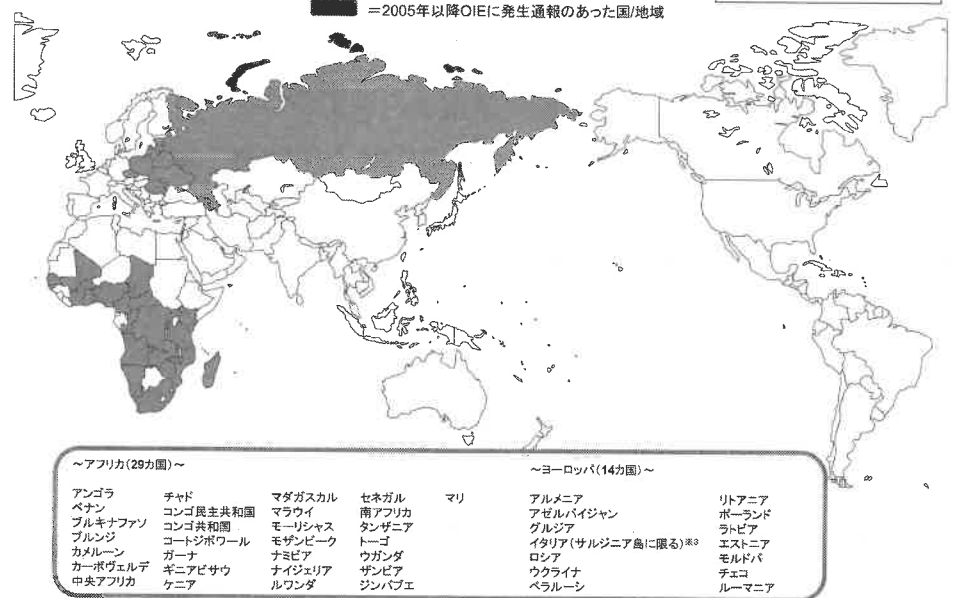 =2005年以降OIEに発生通報のあった国/地域
~アフリカ(29カ国)~
アンゴラ
ベナン
ブルキナファソ
ブルンジ
カメルーン
カーボヴェルデ
中央アフリカ
チャド
コンゴ民主共和国
コンゴ共和国
コートジボワール
ガーナ
ギニアビサウ
ケニア
マダガスカル
マラウイ
モーリシャス
モザンビーク
ナミビア
ナイジェリア
ルワンダ
セネガル
南アフリカ
タンザニア
トーゴ
ウガンダ
ザンビア
ジンバブエ
マリ
~ヨーロッパ(14カ国)~
アルメニア
アゼルバイジャン
グルジア
イタリア(サルジニア島に限る)※3
ロシア
ウクライナ
ベラルーシ
リトアニア
ポーランド
ラトビア
エストニア
モルドバ
チェコ
ルーマニア